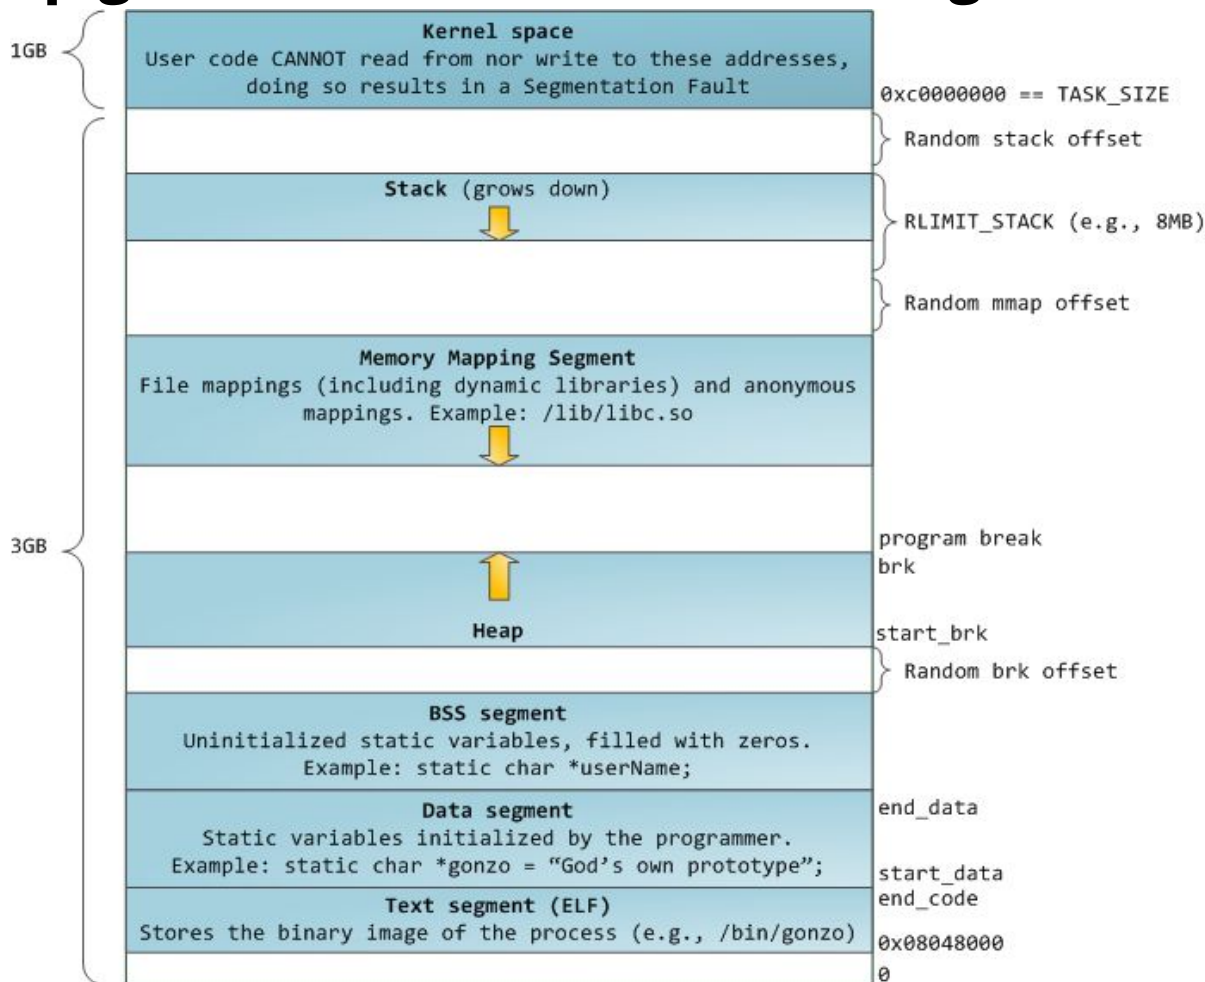 Kernel space
1GB
User code CANNOT read from nor write to these addresses,
doing so results in a Segmentation Fault
0xc0000000 == TASK_SIZE
Random stack offset
Stack (grows down)
RLIMIT_STACK (e.g., 8MB)
Random mmap offset
Memory Mapping Segment
File mappings (including dynamic libraries) and anonymous
mappings. Example: /lib/libc.so
3GB
program break
brk
Heap
start_brk
Random brk offset
BSS segment
Uninitialized static variables, filled with zeros.
Example: static char *userName;
Data segment
end_data
Static variables initialized by the programmer.
Example: static char *gonzo = “God’s own prototype”;
start_data
end_code
Text segment (ELF)
Stores the binary image of the process (e.g., /bin/gonzo)
0x08048000
0